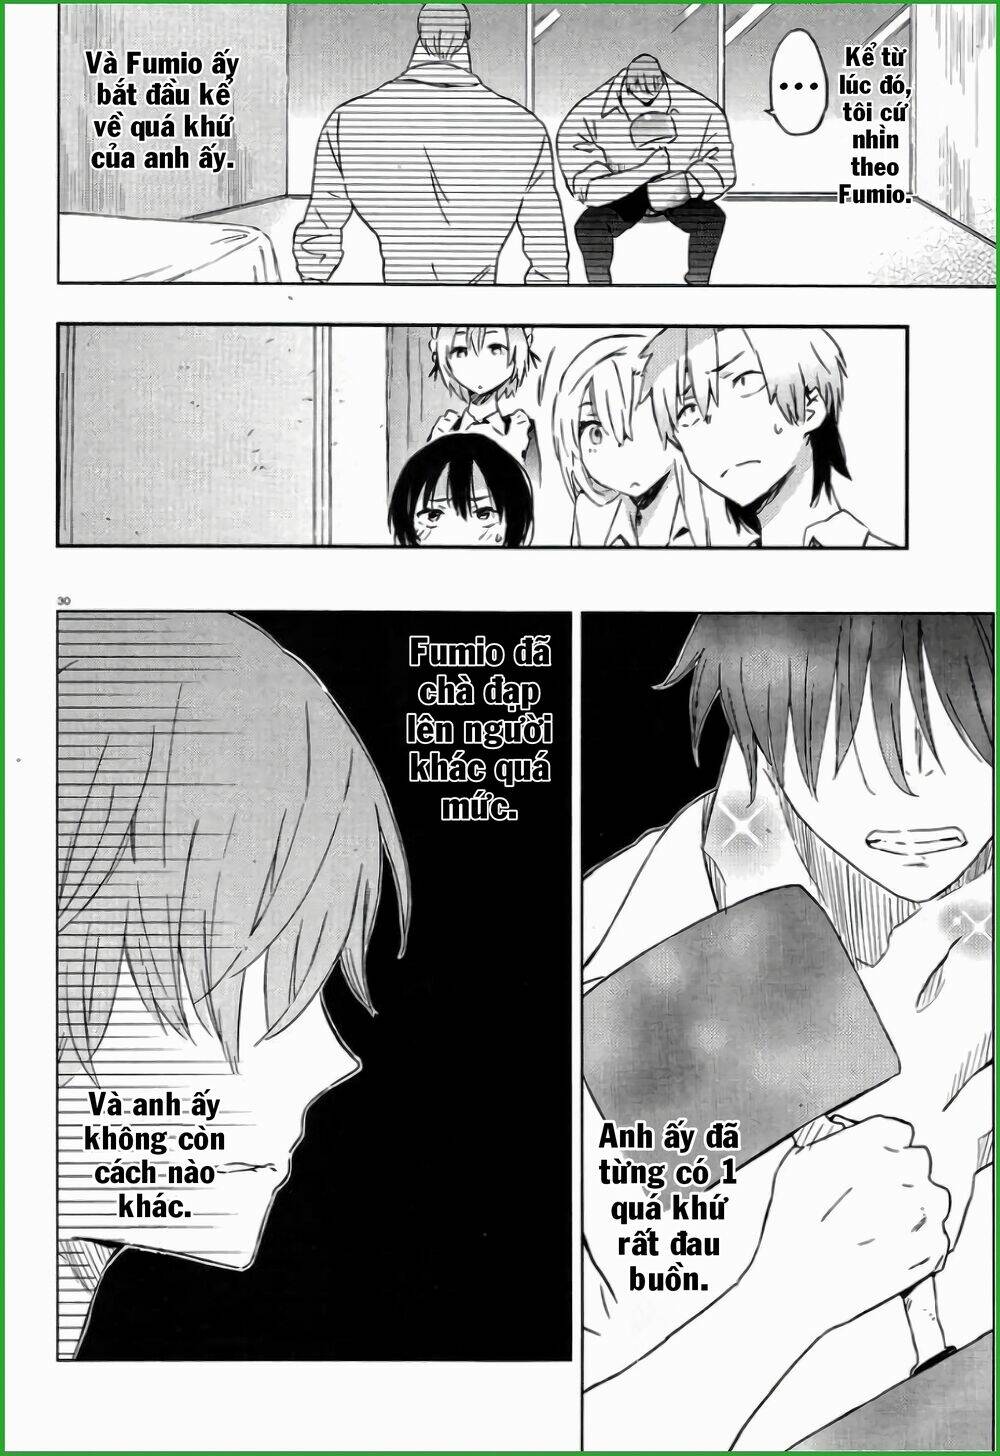 Kể từ
lúc đó,
tôi cứ
nhìn
theo
Fumio.
...
Và Fumio ấy
bắt đầu kể
về quá khứ
của anh ấy.
30
Anh ấy đã
từng có 1
quá khứ
rất đau
buồn.
Fumio đã
chà đạp
lên người
khác quá
mức.
Và anh ấy
không còn
cách nào
khác.